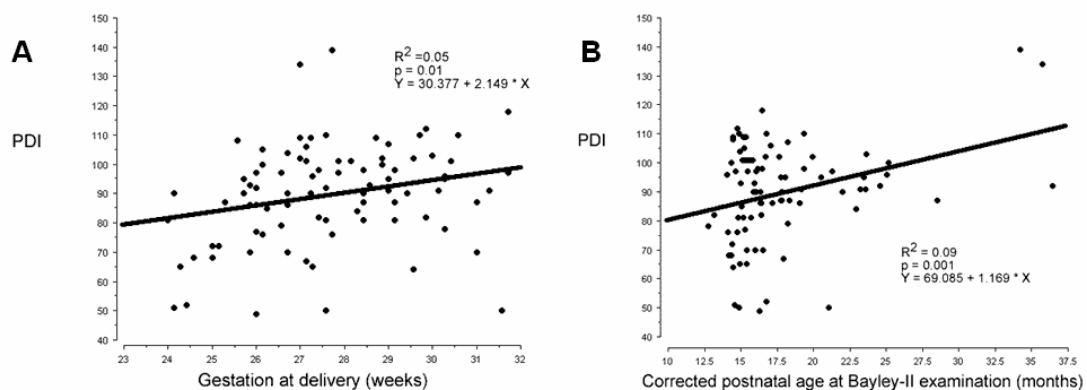 A
PDI
150
140
130
120
110
100
90
80
70
60
50
40
R2 =0.05
p = 0.01
Y = 30.377 + 2.149 * X
23 24 25 26 27 28 29 30 31 32
Gestation at delivery (weeks)
B
PDI
150
140
130
120
110
100
90
80
70
60
50
40
R2 = 0.09
p = 0.001
Y = 69.085 + 1.169 * X
10 12.5 15 17.5 20 22.5 25 27.5 30 32.5 35 37.5
Corrected postnatal age at Bayley-II examination (months)